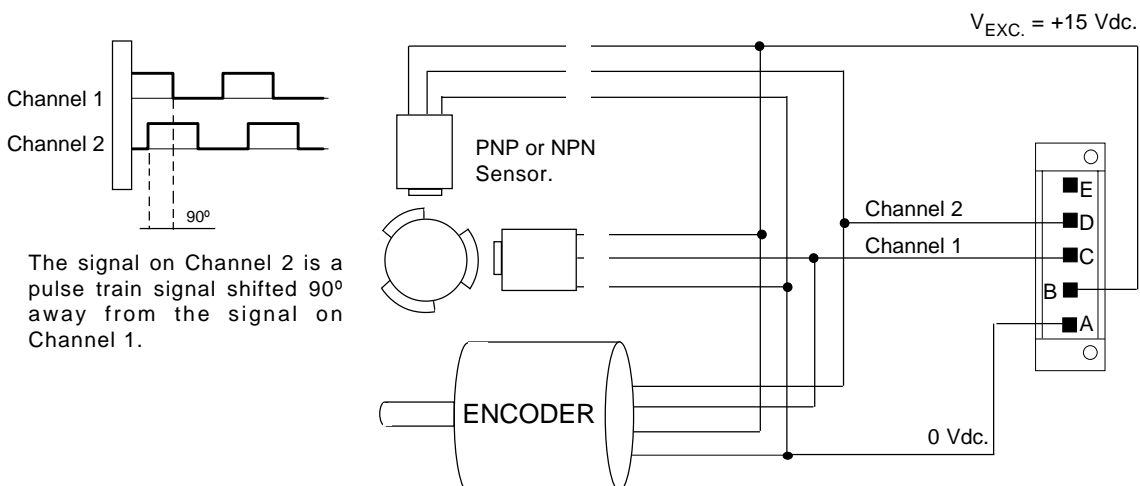 V_EXC. = +15 Vdc.
Channel 1
Channel 2
90º
The signal on Channel 2 is a
pulse train signal shifted 90º
away from the signal on
Channel 1.
PNP or NPN
Sensor.
Channel 2
Channel 1
E
D
C
B
A
ENCODER
0 Vdc.